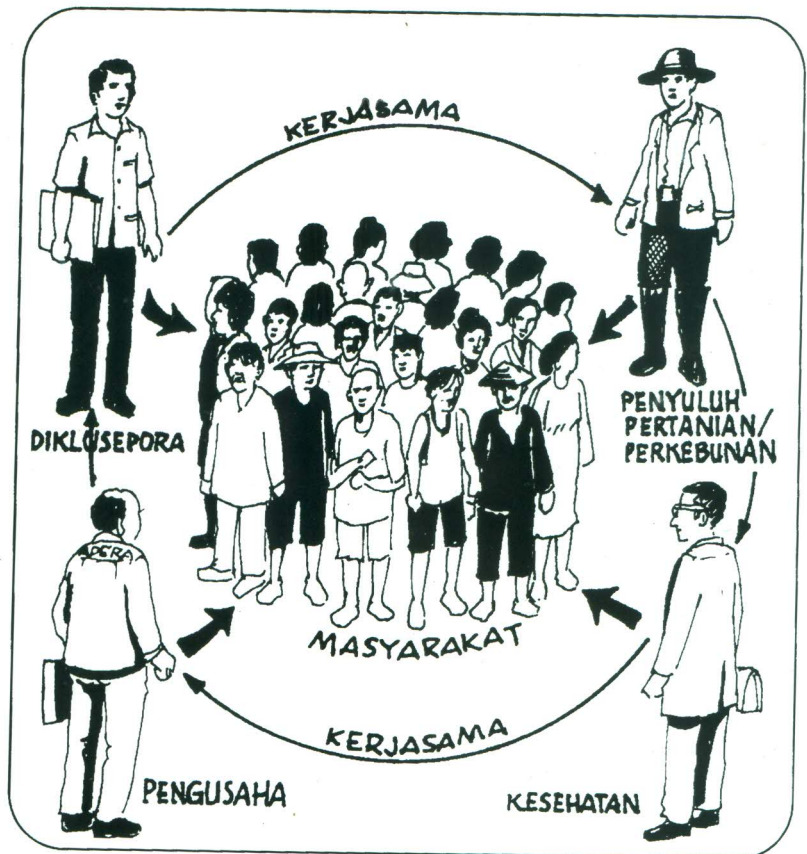 KERJASAMA
DIKLUSEPORA
PENYULUH
PERTANIAN/
PERKEBUNAN
MASYARAKAT
KERJASAMA
PENGUSAHA
KESEHATAN